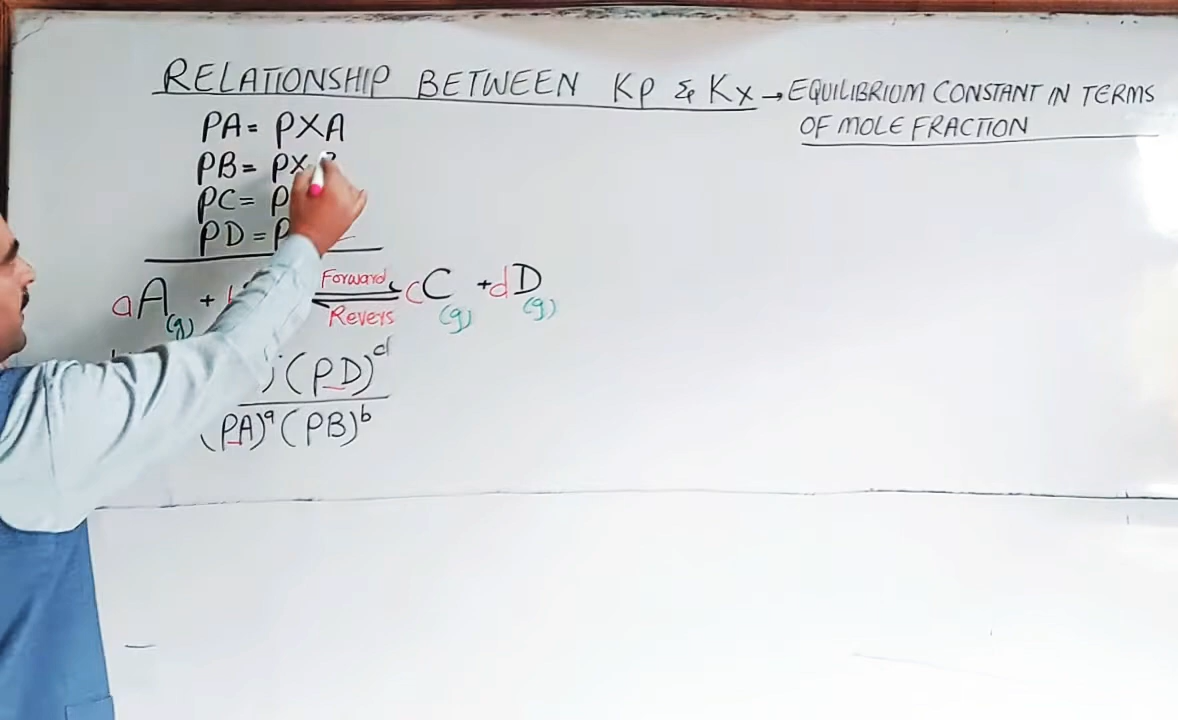 RELATIONSHIP BETWEEN KP & KX → EQUILIBRIUM CONSTANT IN TERMS
OF MOLE FRACTION
PA = PXA
PB = PX
PC = P
PD = P
aA(g) + Forward cC(g) + dD(g)
Revers
(PD)^d
(PA)^a (PB)^b